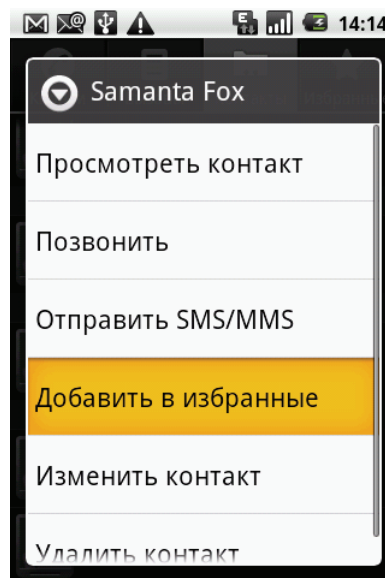 14:14
Samanta Fox
Просмотреть контакт
Позвонить
Отправить SMS/MMS
Добавить в избранные
Изменить контакт
Удалить контакт